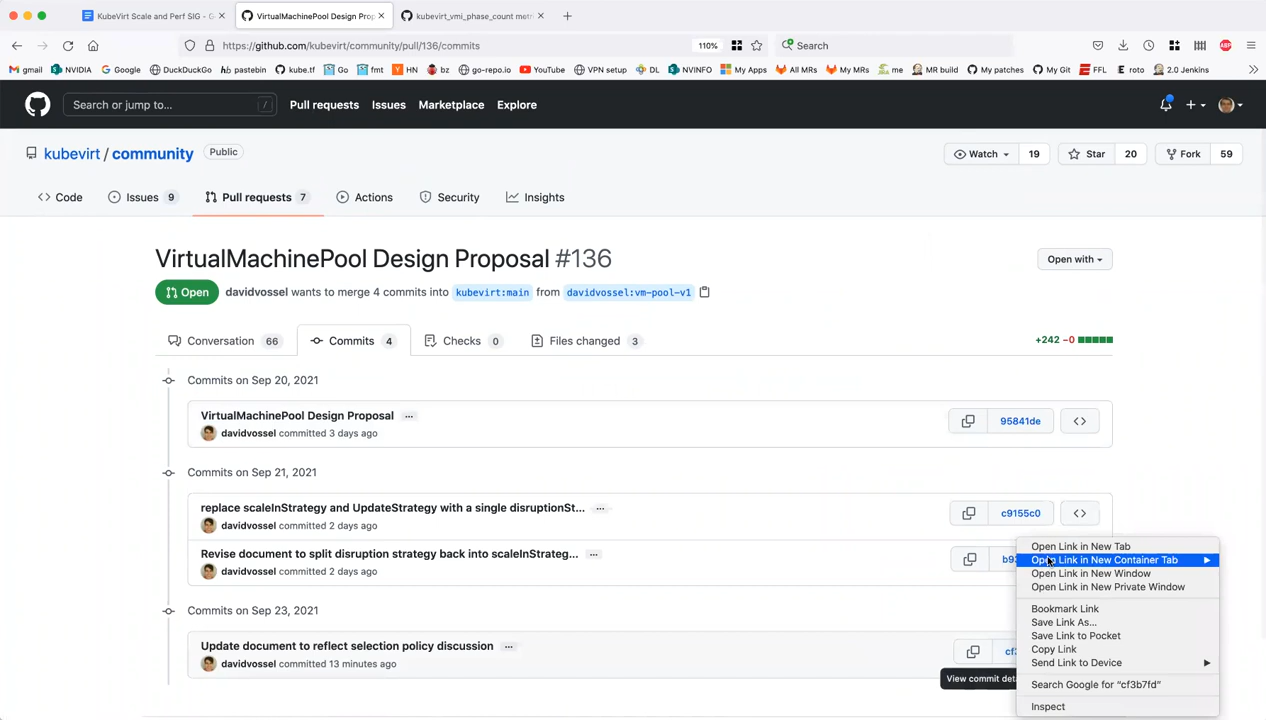 KubeVirt Scale and Perf SIG - G
VirtualMachinePool Design Prop
kubevirt_vmi_phase_count met
https://github.com/kubevirt/community/pull/136/commits
110%
Search
gmail
NVIDIA
Google
DuckDuckGo
hp pastebin
kube.tf
Go
fmt
HN
bz
go-repo.io
YouTube
VPN setup
DL
NVINFO
My Apps
All MRs
My MRs
me
MR build
My patches
My Git
FFL
eroto
2.0 Jenkins
Search or jump to...
/
Pull requests
Issues
Marketplace
Explore
kubevirt / community
Public
Watch
19
Star
20
Fork
59
Code
Issues 9
Pull requests 7
Actions
Security
Insights
VirtualMachinePool Design Proposal #136
Open with
Open
davidvossel wants to merge 4 commits into kubevirt:main from davidvossel:vm-pool-v1
Conversation 66
Commits 4
Checks 0
Files changed 3
+242 −0
Commits on Sep 20, 2021
VirtualMachinePool Design Proposal ...
95841de
davidvossel committed 3 days ago
Commits on Sep 21, 2021
replace scaleInStrategy and UpdateStrategy with a single disruptionSt... ...
c9155c0
davidvossel committed 2 days ago
Revise document to split disruption strategy back into scaleInStrateg... ...
davidvossel committed 2 days ago
Commits on Sep 23, 2021
Update document to reflect selection policy discussion ...
davidvossel committed 13 minutes ago
View commit deta
Open Link in New Tab
Open Link in New Container Tab
Open Link in New Window
Open Link in New Private Window
Bookmark Link
Save Link As...
Save Link to Pocket
Copy Link
Send Link to Device
Search Google for “cf3b7fd”
Inspect